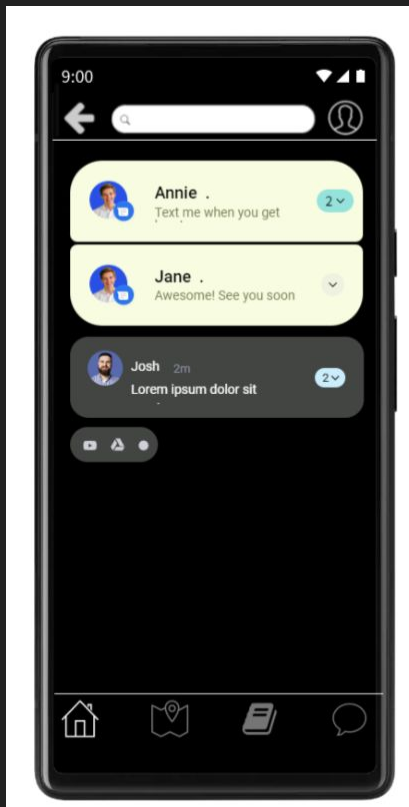 9:00
Annie .
2
Text me when you get
Jane .
Awesome! See you soon
Josh 2m
2
Lorem ipsum dolor sit